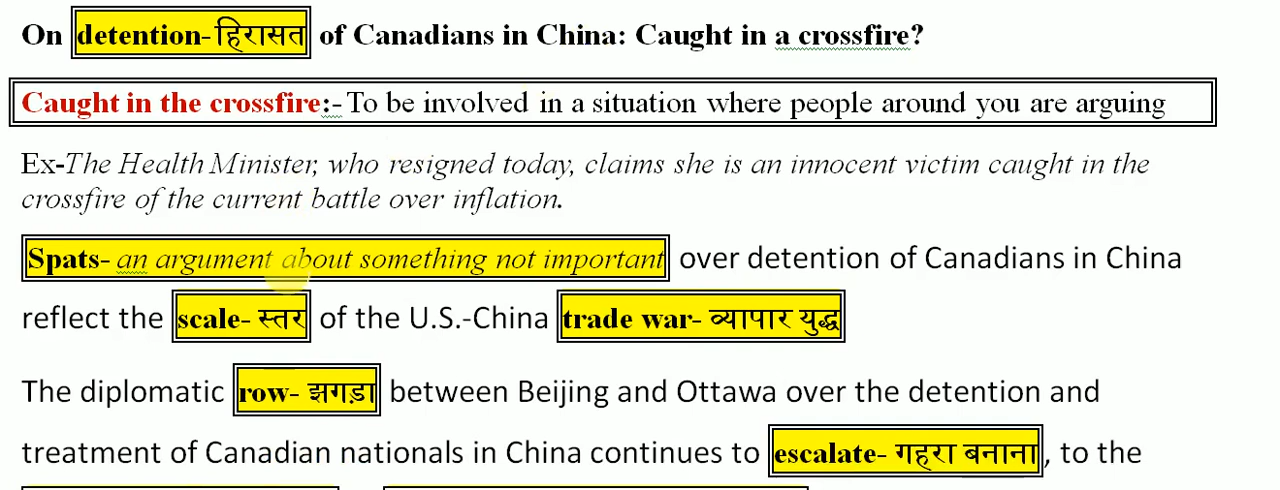 On detention-हिरासत of Canadians in China: Caught in a crossfire?
Caught in the crossfire:- To be involved in a situation where people around you are arguing
Ex-The Health Minister, who resigned today, claims she is an innocent victim caught in the
crossfire of the current battle over inflation.
Spats- an argument about something not important over detention of Canadians in China
reflect the scale- स्तर of the U.S.-China trade war- व्यापार युद्ध
The diplomatic row- झगड़ा between Beijing and Ottawa over the detention and
treatment of Canadian nationals in China continues to escalate- गहरा बनाना, to the